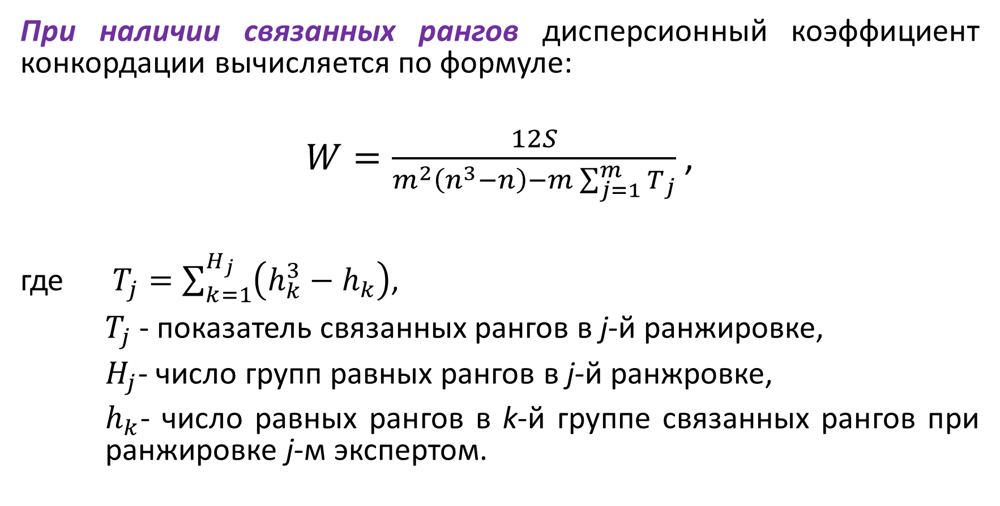 При наличии связанных рангов дисперсионный коэффициент
конкордации вычисляется по формуле:
W = \frac{12S}{m^2(n^3−n)−m \sum_{j=1}^{m} T_j},
где T_j = \sum_{k=1}^{H_j}(h_k^3 − h_k),
T_j - показатель связанных рангов в j-й ранжировке,
H_j- число групп равных рангов в j-й ранжровке,
h_k- число равных рангов в k-й группе связанных рангов при
ранжировке j-м экспертом.